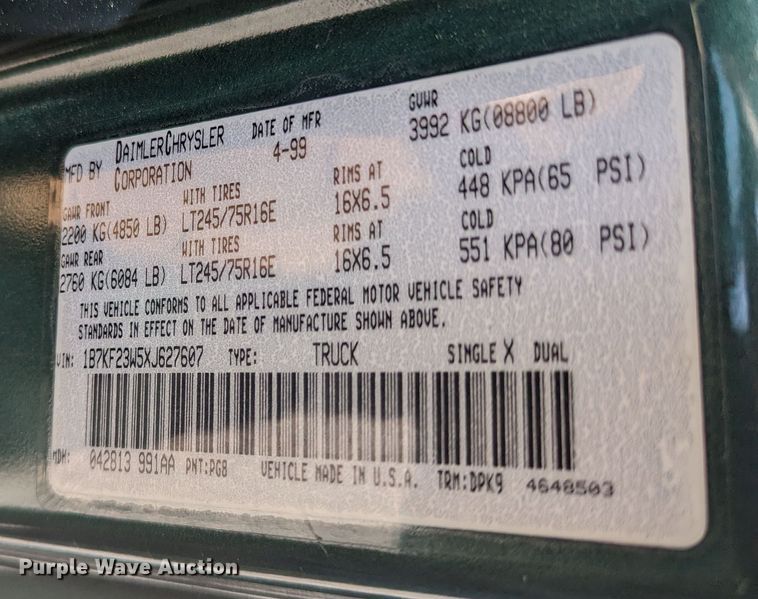 MFD BY DAIMLERCHRYSLER CORPORATION DATE OF MFR 4-99 GVWR 3992 KG(08800 LB)
GAWR FRONT WITH TIRES RIMS AT COLD
2200 KG(4850 LB) LT245/75R16E 16X6.5 448 KPA(65 PSI)
GAWR REAR WITH TIRES RIMS AT COLD
2760 KG(6084 LB) LT245/75R16E 16X6.5 551 KPA(80 PSI)
THIS VEHICLE CONFORMS TO ALL APPLICABLE FEDERAL MOTOR VEHICLE SAFETY
STANDARDS IN EFFECT ON THE DATE OF MANUFACTURE SHOWN ABOVE.
VIN: 1B7KF23W5XJ627607 TYPE: TRUCK SINGLE X DUAL
MDH: 042813 991AA PNT:PG8 VEHICLE MADE IN U.S.A. TRM:DPK9 4648503
Purple Wave Auction